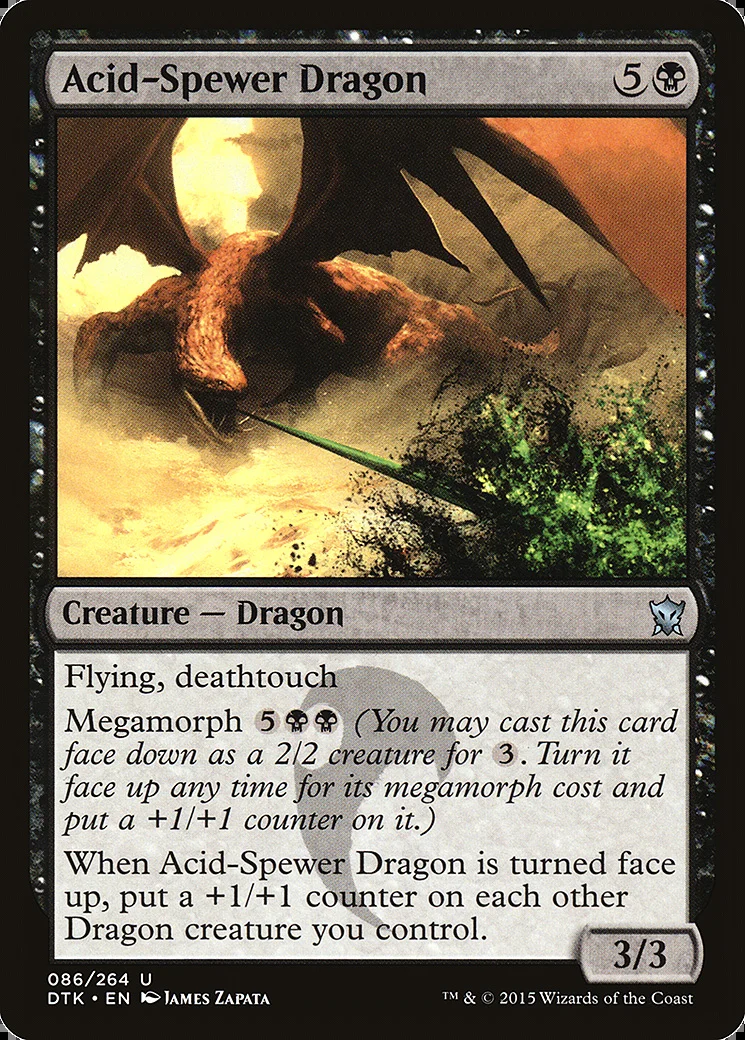 Acid-Spewer Dragon 5
Creature — Dragon
Flying, deathtouch
Megamorph 5 (You may cast this card
face down as a 2/2 creature for 3. Turn it
face up any time for its megamorph cost and
put a +1/+1 counter on it.)
When Acid-Spewer Dragon is turned face
up, put a +1/+1 counter on each other
Dragon creature you control.
3/3
086/264 U
DTK • EN James Zapata
™ & © 2015 Wizards of the Coast